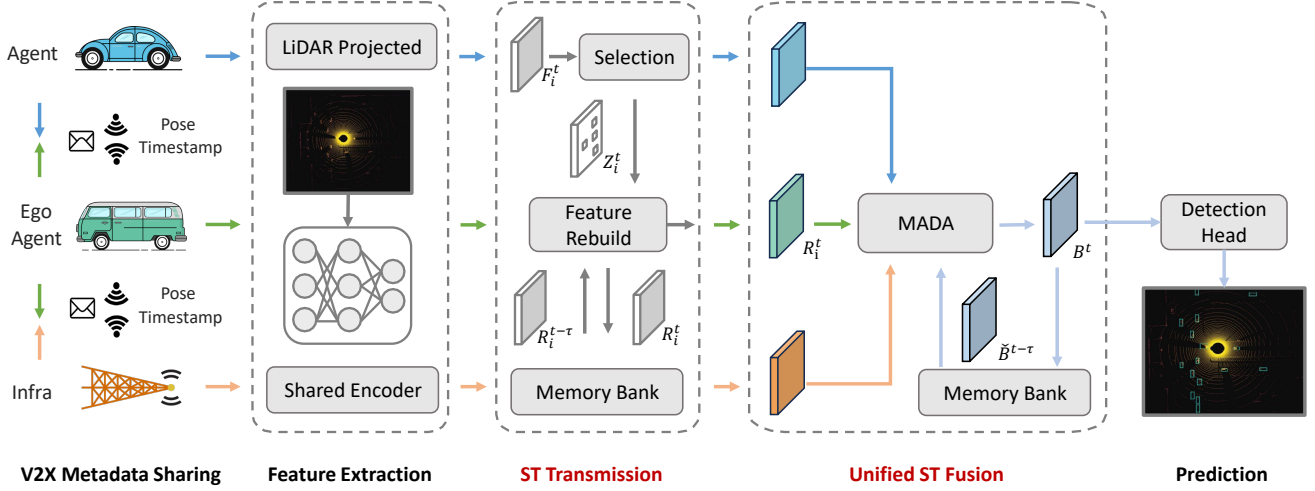 Agent
Pose
Timestamp
Ego
Agent
Pose
Timestamp
Infra
V2X Metadata Sharing
LiDAR Projected
Shared Encoder
Feature Extraction
F_i^t
Selection
Z_i^t
Feature
Rebuild
R_i^{t-τ}
R_i^t
Memory Bank
ST Transmission
R_i^t
MADA
B^t
B̌^{t-τ}
Memory Bank
Unified ST Fusion
Detection
Head
Prediction